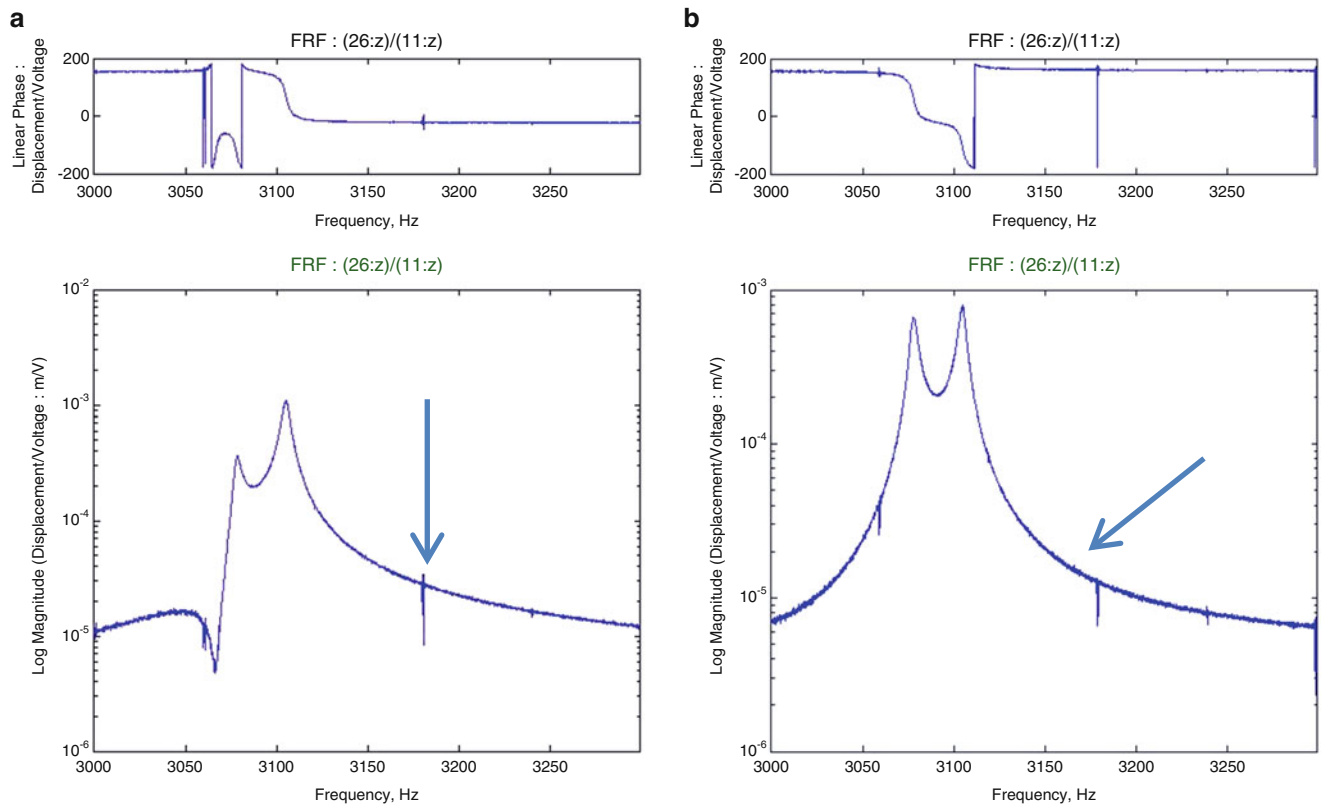 a
FRF : (26:z)/(11:z)
Linear Phase :
Displacement/Voltage
200
0
-200
3000 3050 3100 3150 3200 3250
Frequency, Hz
FRF : (26:z)/(11:z)
Log Magnitude (Displacement/Voltage : m/V)
10-2
10-3
10-4
10-5
10-6
3000 3050 3100 3150 3200 3250
Frequency, Hz
b
FRF : (26:z)/(11:z)
Linear Phase :
Displacement/Voltage
200
0
-200
3000 3050 3100 3150 3200 3250
Frequency, Hz
FRF : (26:z)/(11:z)
Log Magnitude (Displacement/Voltage : m/V)
10-3
10-4
10-5
10-6
3000 3050 3100 3150 3200 3250
Frequency, Hz